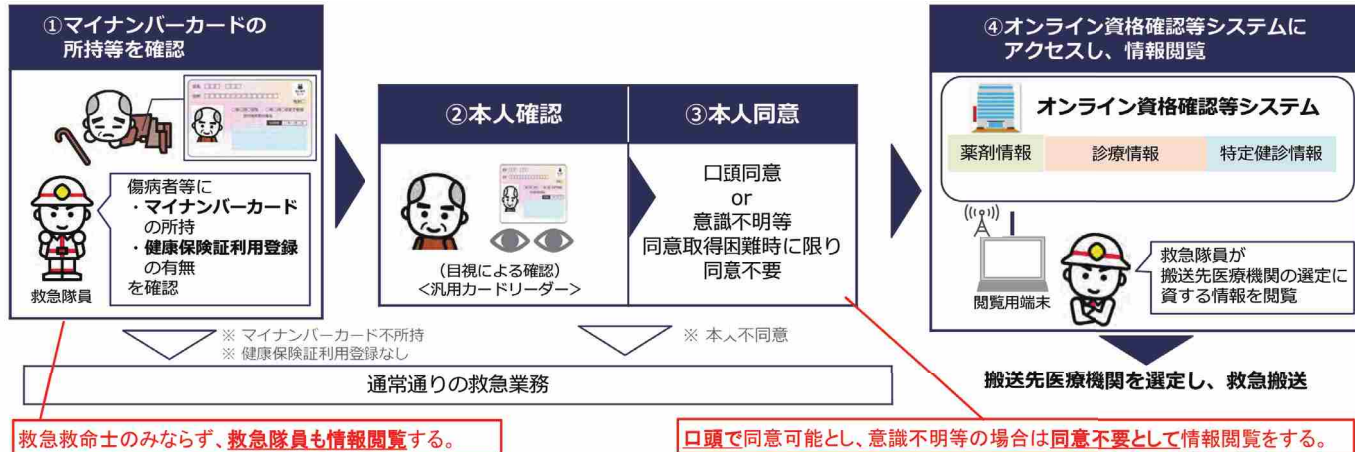 ①マイナンバーカードの
所持等を確認
傷病者等に
・マイナンバーカード
の所持
・健康保険証利用登録
の有無
を確認
救急隊員
②本人確認
(目視による確認)
<汎用カードリーダー>
③本人同意
口頭同意
or
意識不明等
同意取得困難時に限り
同意不要
④オンライン資格確認等システムに
アクセスし、情報閲覧
オンライン資格確認等システム
薬剤情報
診療情報
特定健診情報
閲覧用端末
救急隊員が
搬送先医療機関の選定に
資する情報を閲覧
※ マイナンバーカード不所持
※ 健康保険証利用登録なし
※ 本人不同意
通常通りの救急業務
搬送先医療機関を選定し、救急搬送
救急救命士のみならず、救急隊員も情報閲覧する。
口頭で同意可能とし、意識不明等の場合は同意不要として情報閲覧をする。